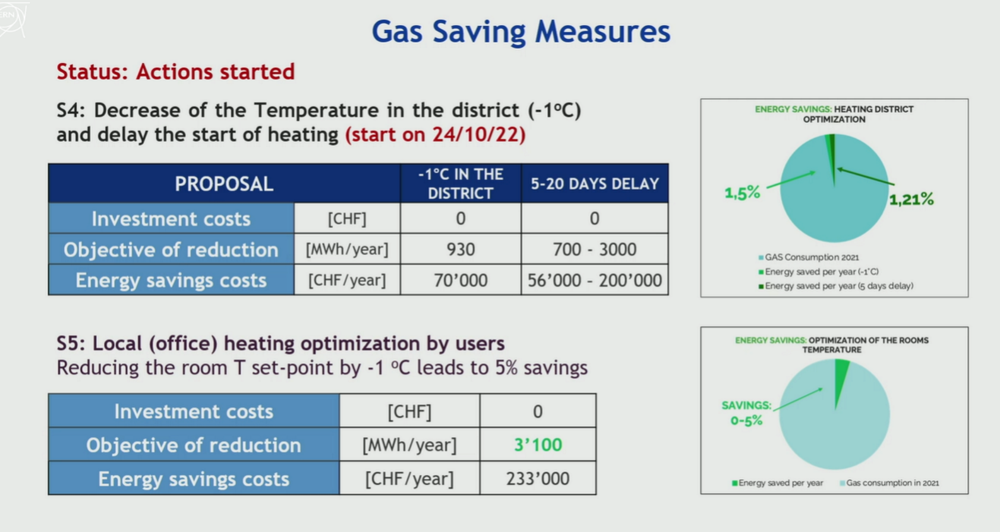 ERN
Gas Saving Measures
Status: Actions started
S4: Decrease of the Temperature in the district (-1ºC)
and delay the start of heating (start on 24/10/22)
PROPOSAL
-1°C IN THE
DISTRICT
5-20 DAYS DELAY
Investment costs [CHF] 0 0
Objective of reduction [MWh/year] 930 700 - 3000
Energy savings costs [CHF/year] 70’000 56’000 - 200’000
ENERGY SAVINGS: HEATING DISTRICT
OPTIMIZATION
1,5%
1,21%
GAS Consumption 2021
Energy saved per year (-1°C)
Energy saved per year (5 days delay)
S5: Local (office) heating optimization by users
Reducing the room T set-point by -1 ºC leads to 5% savings
Investment costs [CHF] 0
Objective of reduction [MWh/year] 3’100
Energy savings costs [CHF/year] 233’000
ENERGY SAVINGS: OPTIMIZATION OF THE ROOMS
TEMPERATURE
SAVINGS:
0-5%
Energy saved per year Gas consumption in 2021